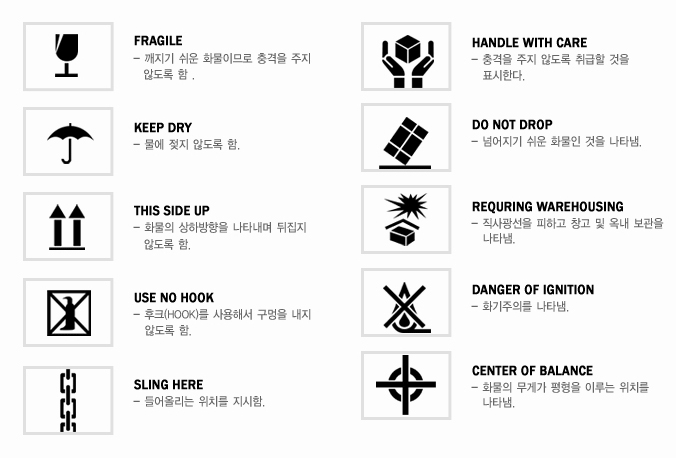 FRAGILE
– 깨지기 쉬운 화물이므로 충격을 주지
않도록 함 .
KEEP DRY
– 물에 젖지 않도록 함.
THIS SIDE UP
– 화물의 상하방향을 나타내며 뒤집지
않도록 함.
USE NO HOOK
– 후크(HOOK)를 사용해서 구멍을 내지
않도록 함.
SLING HERE
– 들어올리는 위치를 지시함.
HANDLE WITH CARE
– 충격을 주지 않도록 취급할 것을
표시한다.
DO NOT DROP
– 넘어지기 쉬운 화물인 것을 나타냄.
REQURING WAREHOUSING
– 직사광선을 피하고 창고 및 옥내 보관을
나타냄.
DANGER OF IGNITION
– 화기주의를 나타냄.
CENTER OF BALANCE
– 화물의 무게가 평형을 이루는 위치를
나타냄.